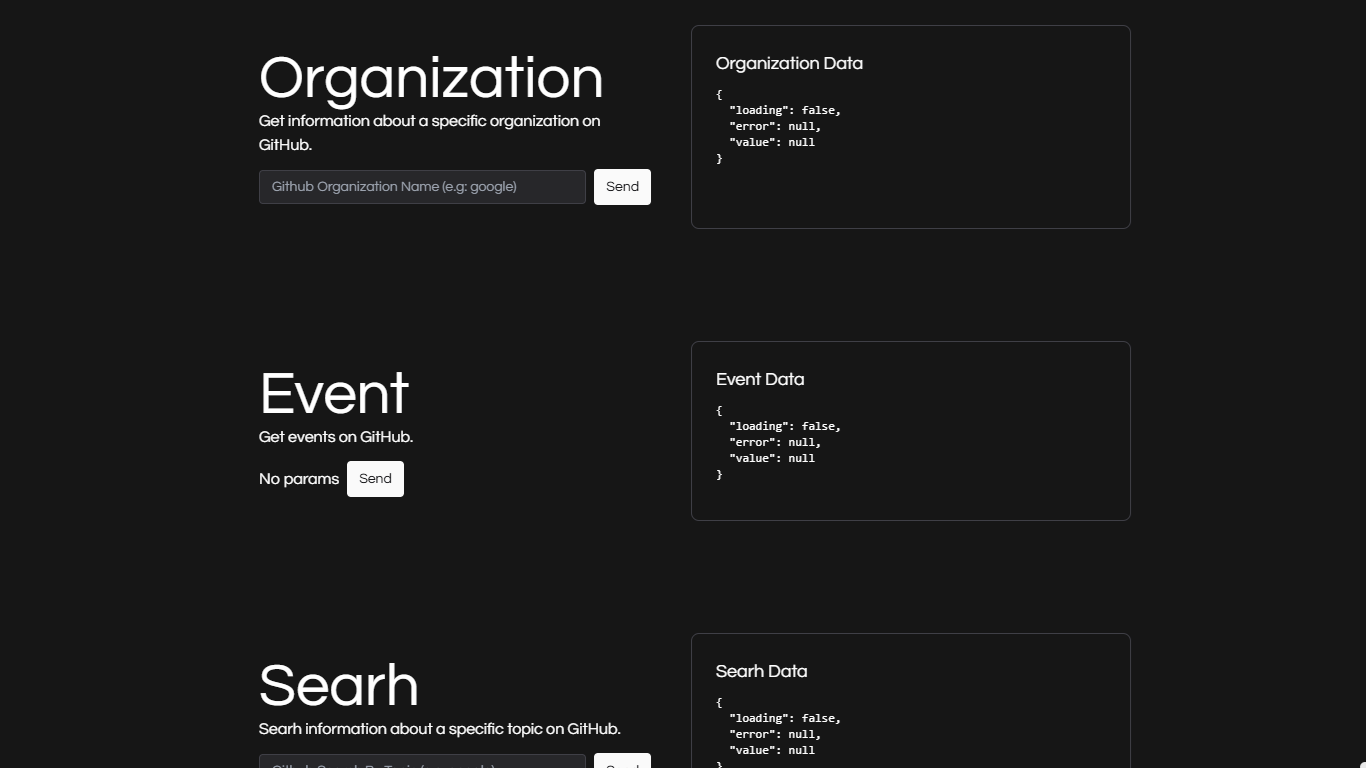 Organization
Get information about a specific organization on
GitHub.
Github Organization Name (e.g: google)
Send
Organization Data
{
"loading": false,
"error": null,
"value": null
}
Event
Get events on GitHub.
No params
Send
Event Data
{
"loading": false,
"error": null,
"value": null
}
Searh
Searh information about a specific topic on GitHub.
Searh Data
{
"loading": false,
"error": null,
"value": null
}